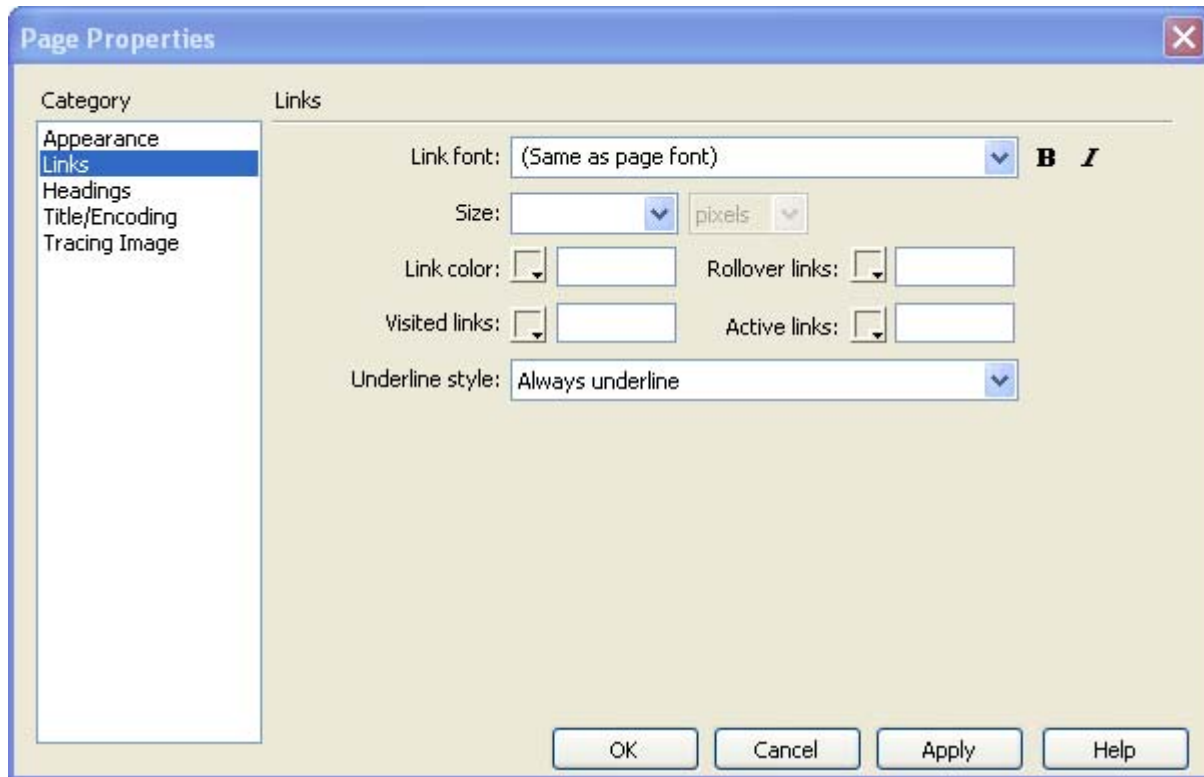 Page Properties
Category
Appearance
Links
Headings
Title/Encoding
Tracing Image
Links
Link font: (Same as page font) B I
Size: pixels
Link color: Rollover links:
Visited links: Active links:
Underline style: Always underline
OK Cancel Apply Help